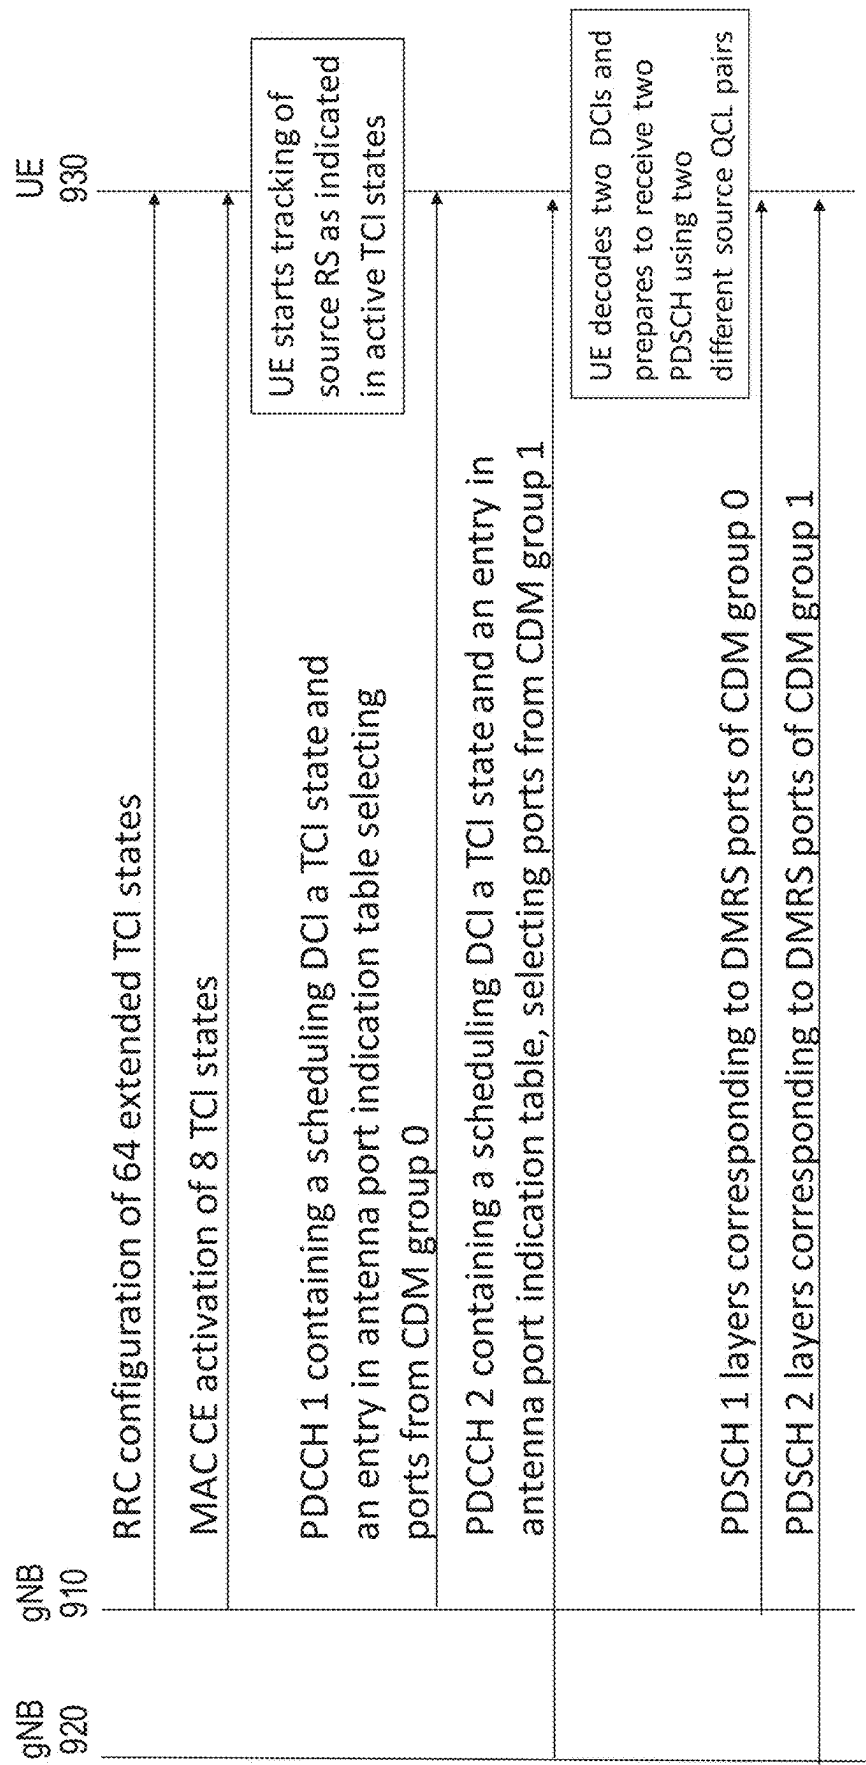 gNB
920
gNB
910
UE
930
RRC configuration of 64 extended TCI states
MAC CE activation of 8 TCI states
UE starts tracking of
source RS as indicated
in active TCI states
PDCCH 1 containing a scheduling DCI a TCI state and
an entry in antenna port indication table selecting
ports from CDM group 0
PDCCH 2 containing a scheduling DCI a TCI state and an entry in
antenna port indication table, selecting ports from CDM group 1
UE decodes two DCIs and
prepares to receive two
PDSCH using two
different source QCL pairs
PDSCH 1 layers corresponding to DMRS ports of CDM group 0
PDSCH 2 layers corresponding to DMRS ports of CDM group 1